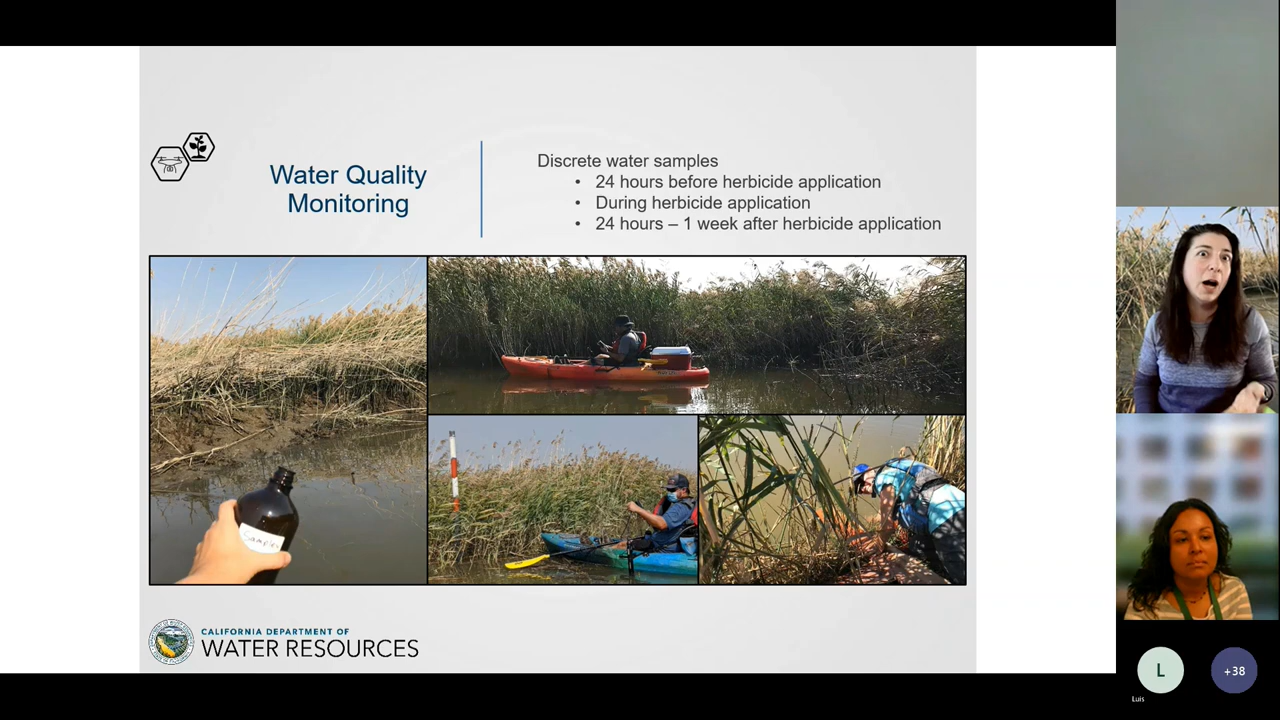 Water Quality
Monitoring
Discrete water samples
• 24 hours before herbicide application
• During herbicide application
• 24 hours – 1 week after herbicide application
Sample
CALIFORNIA DEPARTMENT OF
WATER RESOURCES
L
+38
Luis